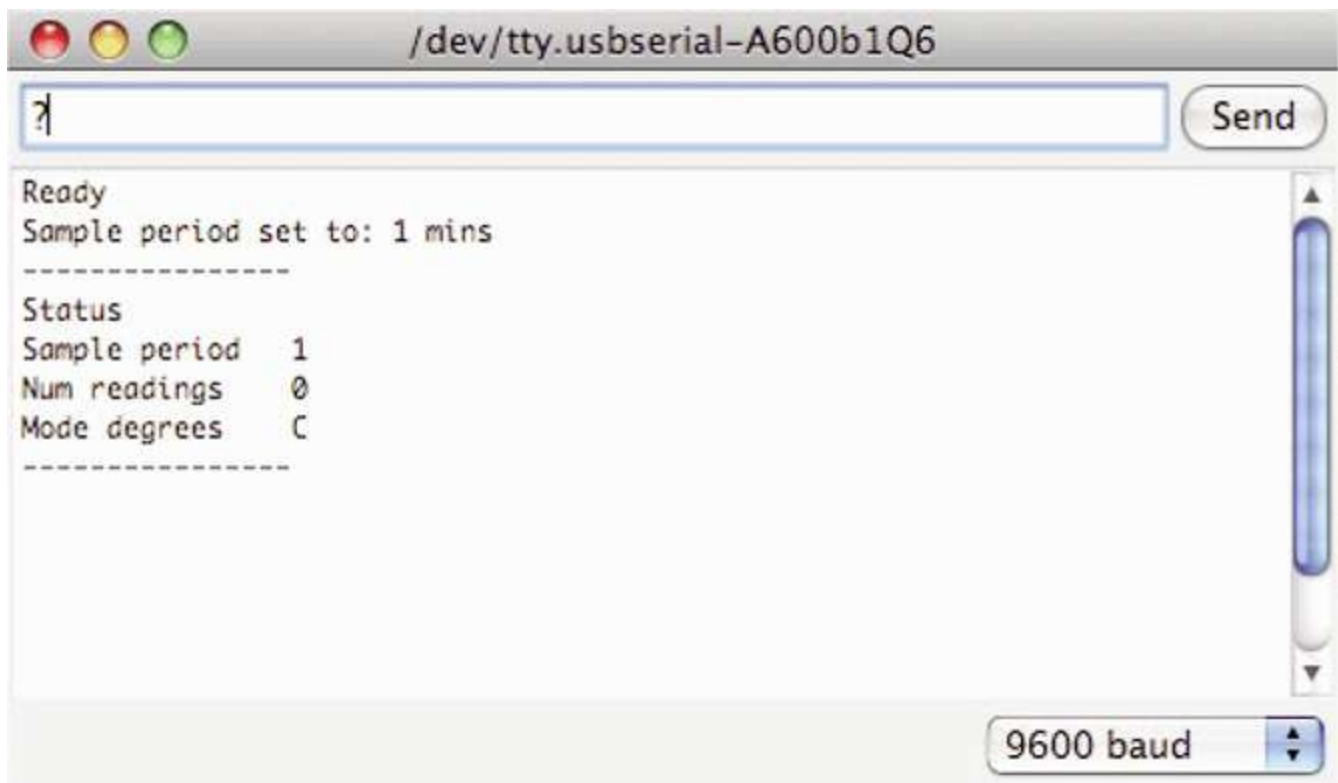 /dev/tty.usbserial-A600b1Q6
?
Send
Ready
Sample period set to: 1 mins
----------------
Status
Sample period   1
Num readings    0
Mode degrees    C
----------------
9600 baud